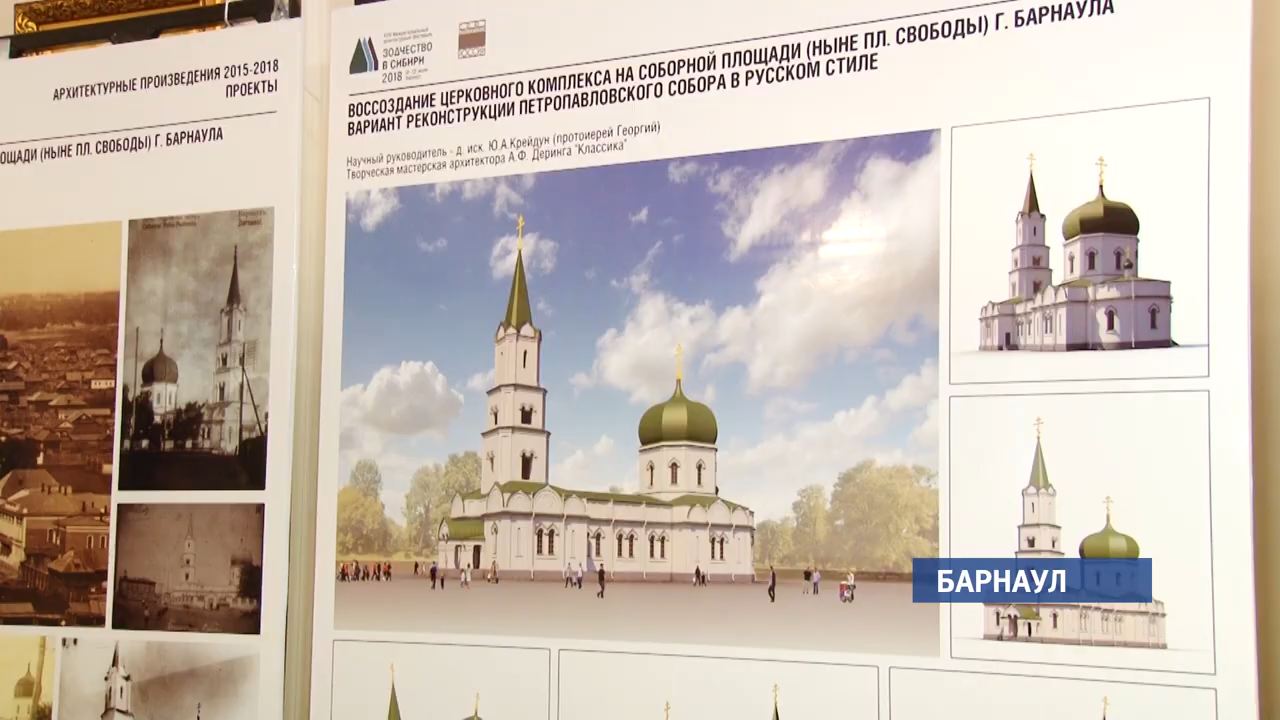 АРХИТЕКТУРНЫЕ ПРОИЗВЕДЕНИЯ 2015-2018
ПРОЕКТЫ
ОЩАДИ (НЫНЕ ПЛ. СВОБОДЫ) Г. БАРНАУЛА
ЗОДЧЕСТВО
В СИБИРИ
2018
ВОССОЗДАНИЕ ЦЕРКОВНОГО КОМПЛЕКСА НА СОБОРНОЙ ПЛОЩАДИ (НЫНЕ ПЛ. СВОБОДЫ) Г. БАРНАУЛА
ВАРИАНТ РЕКОНСТРУКЦИИ ПЕТРОПАВЛОВСКОГО СОБОРА В РУССКОМ СТИЛЕ
Научный руководитель - д. иск. Ю.А.Крейдун (протоиерей Георгий)
Творческая мастерская архитектора А.Ф. Деринга "Классика"
БАРНАУЛ